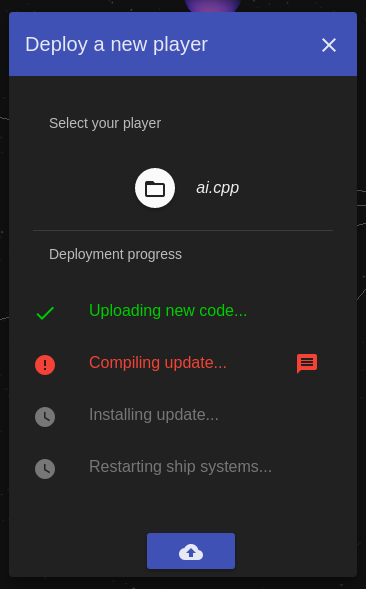 Deploy a new player
Select your player
ai.cpp
Deployment progress
Uploading new code...
Compiling update...
Installing update...
Restarting ship systems...